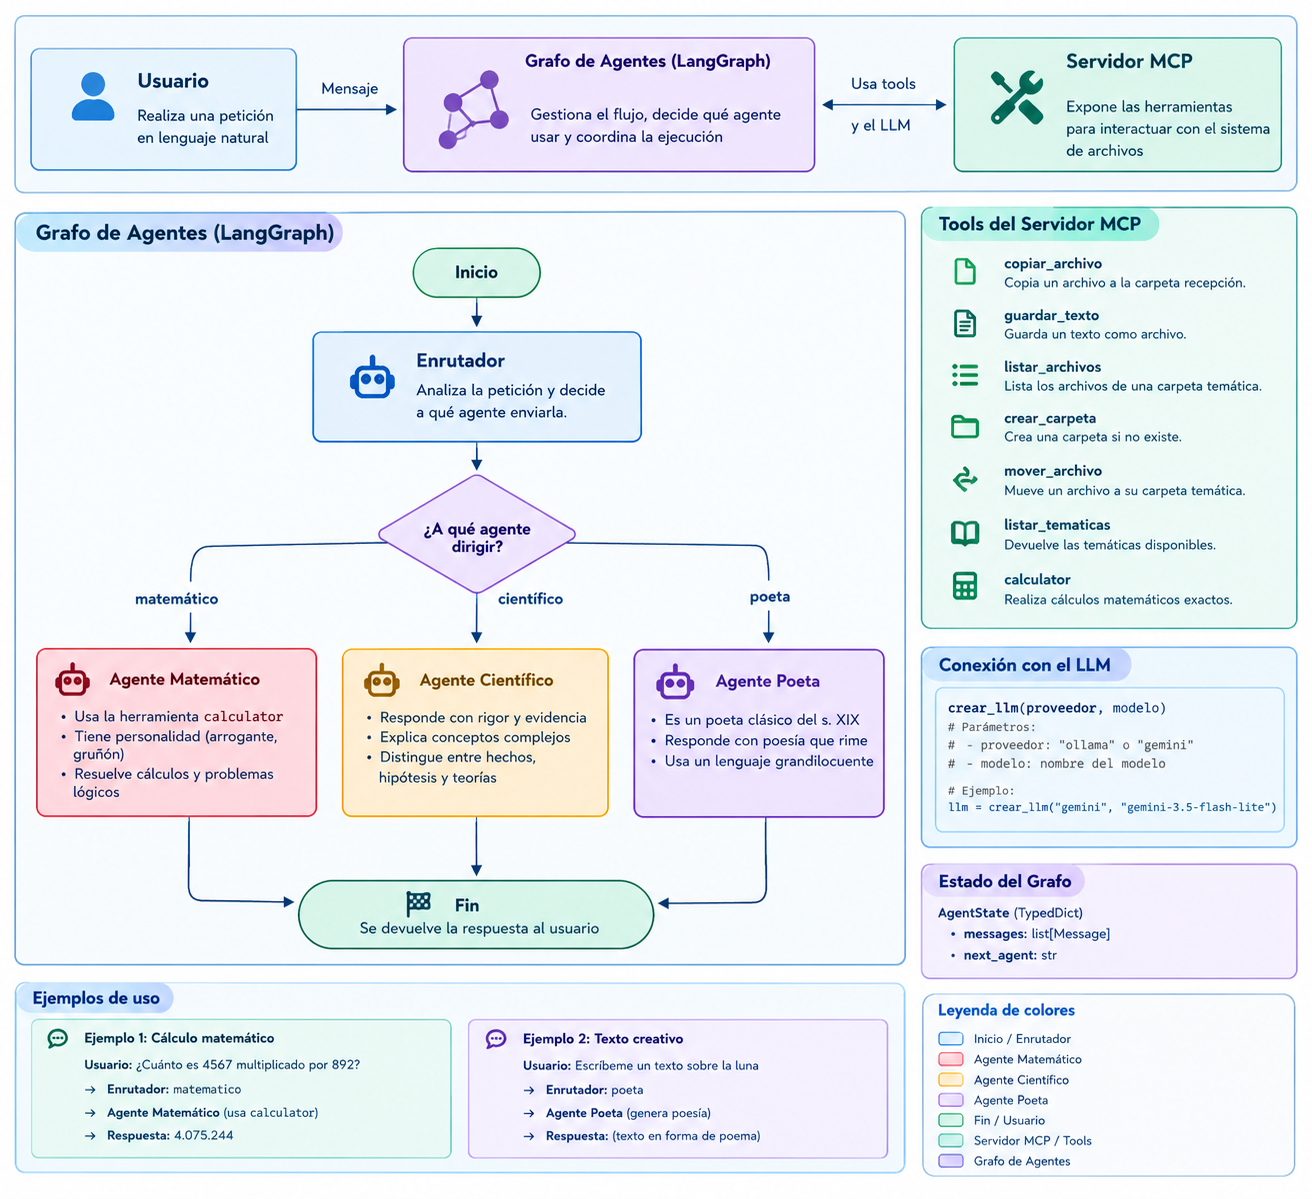 Usuario
Realiza una petición
en lenguaje natural
Mensaje
Grafo de Agentes (LangGraph)
Gestiona el flujo, decide qué agente
usar y coordina la ejecución
Usa tools
y el LLM
Servidor MCP
Expone las herramientas
para interactuar con el sistema
de archivos
Grafo de Agentes (LangGraph)
Inicio
Enrutador
Analiza la petición y decide
a qué agente enviarla.
¿A qué agente
dirigir?
matemático
científico
poeta
Agente Matemático
• Usa la herramienta calculator
• Tiene personalidad (arrogante,
gruñón)
• Resuelve cálculos y problemas
lógicos
Agente Científico
• Responde con rigor y evidencia
• Explica conceptos complejos
• Distingue entre hechos,
hipótesis y teorías
Agente Poeta
• Es un poeta clásico del s. XIX
• Responde con poesía que rime
• Usa un lenguaje grandilocuente
Fin
Se devuelve la respuesta al usuario
Tools del Servidor MCP
copiar_archivo
Copia un archivo a la carpeta recepción.
guardar_texto
Guarda un texto como archivo.
listar_archivos
Lista los archivos de una carpeta temática.
crear_carpeta
Crea una carpeta si no existe.
mover_archivo
Mueve un archivo a su carpeta temática.
listar_tematicas
Devuelve las temáticas disponibles.
calculator
Realiza cálculos matemáticos exactos.
Conexión con el LLM
crear_llm(proveedor, modelo)
# Parámetros:
# - proveedor: "ollama" o "gemini"
# - modelo: nombre del modelo
# Ejemplo:
llm = crear_llm("gemini", "gemini-3.5-flash-lite")
Estado del Grafo
AgentState (TypedDict)
• messages: list[Message]
• next_agent: str
Ejemplos de uso
Ejemplo 1: Cálculo matemático
Usuario: ¿Cuánto es 4567 multiplicado por 892?
→ Enrutador: matematico
→ Agente Matemático (usa calculator)
→ Respuesta: 4.075.244
Ejemplo 2: Texto creativo
Usuario: Escríbeme un texto sobre la luna
→ Enrutador: poeta
→ Agente Poeta (genera poesía)
→ Respuesta: (texto en forma de poema)
Leyenda de colores
Inicio / Enrutador
Agente Matemático
Agente Científico
Agente Poeta
Fin / Usuario
Servidor MCP / Tools
Grafo de Agentes